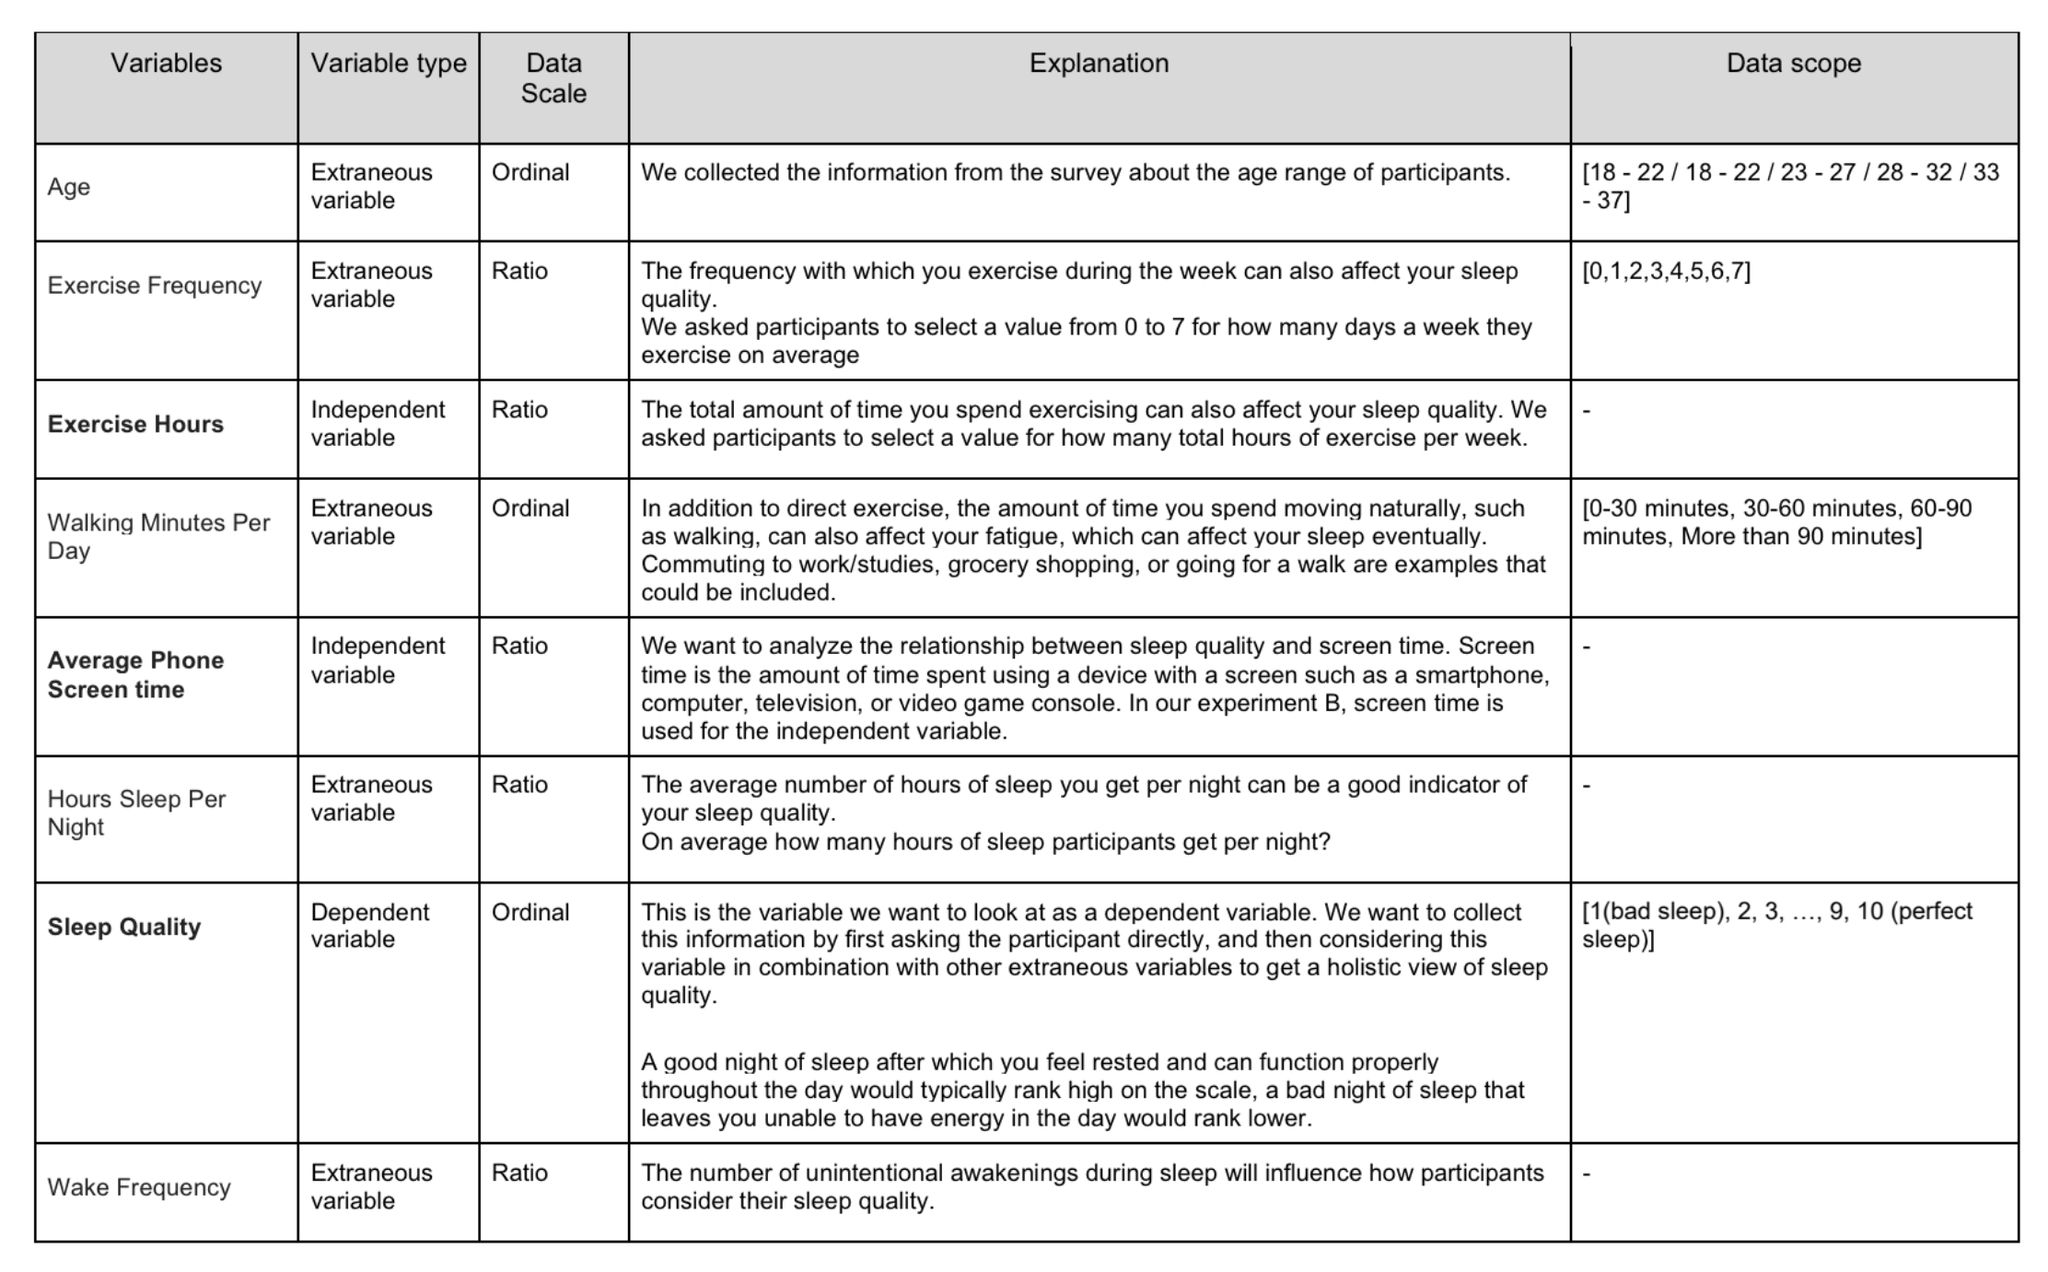 Variables
Variable type
Data
Scale
Explanation
Data scope
Age
Extraneous
variable
Ordinal
We collected the information from the survey about the age range of participants.
[18 - 22 / 18 - 22 / 23 - 27 / 28 - 32 / 33
- 37]
Exercise Frequency
Extraneous
variable
Ratio
The frequency with which you exercise during the week can also affect your sleep
quality.
We asked participants to select a value from 0 to 7 for how many days a week they
exercise on average
[0,1,2,3,4,5,6,7]
Exercise Hours
Independent
variable
Ratio
The total amount of time you spend exercising can also affect your sleep quality. We
asked participants to select a value for how many total hours of exercise per week.
-
Walking Minutes Per
Day
Extraneous
variable
Ordinal
In addition to direct exercise, the amount of time you spend moving naturally, such
as walking, can also affect your fatigue, which can affect your sleep eventually.
Commuting to work/studies, grocery shopping, or going for a walk are examples that
could be included.
[0-30 minutes, 30-60 minutes, 60-90
minutes, More than 90 minutes]
Average Phone
Screen time
Independent
variable
Ratio
We want to analyze the relationship between sleep quality and screen time. Screen
time is the amount of time spent using a device with a screen such as a smartphone,
computer, television, or video game console. In our experiment B, screen time is
used for the independent variable.
-
Hours Sleep Per
Night
Extraneous
variable
Ratio
The average number of hours of sleep you get per night can be a good indicator of
your sleep quality.
On average how many hours of sleep participants get per night?
-
Sleep Quality
Dependent
variable
Ordinal
This is the variable we want to look at as a dependent variable. We want to collect
this information by first asking the participant directly, and then considering this
variable in combination with other extraneous variables to get a holistic view of sleep
quality.
A good night of sleep after which you feel rested and can function properly
throughout the day would typically rank high on the scale, a bad night of sleep that
leaves you unable to have energy in the day would rank lower.
[1(bad sleep), 2, 3, …, 9, 10 (perfect
sleep)]
Wake Frequency
Extraneous
variable
Ratio
The number of unintentional awakenings during sleep will influence how participants
consider their sleep quality.
-